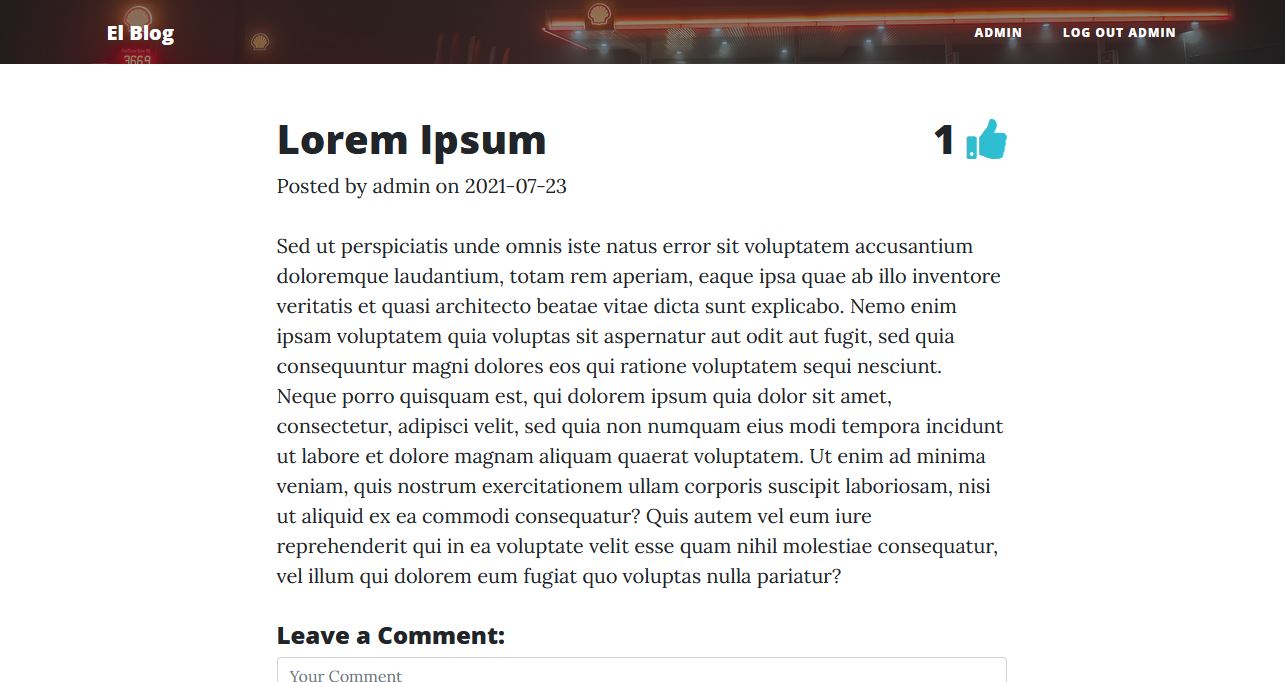 El Blog
3669
ADMIN
LOG OUT ADMIN
Lorem Ipsum
1
Posted by admin on 2021-07-23
Sed ut perspiciatis unde omnis iste natus error sit voluptatem accusantium
doloremque laudantium, totam rem aperiam, eaque ipsa quae ab illo inventore
veritatis et quasi architecto beatae vitae dicta sunt explicabo. Nemo enim
ipsam voluptatem quia voluptas sit aspernatur aut odit aut fugit, sed quia
consequuntur magni dolores eos qui ratione voluptatem sequi nesciunt.
Neque porro quisquam est, qui dolorem ipsum quia dolor sit amet,
consectetur, adipisci velit, sed quia non numquam eius modi tempora incidunt
ut labore et dolore magnam aliquam quaerat voluptatem. Ut enim ad minima
veniam, quis nostrum exercitationem ullam corporis suscipit laboriosam, nisi
ut aliquid ex ea commodi consequatur? Quis autem vel eum iure
reprehenderit qui in ea voluptate velit esse quam nihil molestiae consequatur,
vel illum qui dolorem eum fugiat quo voluptas nulla pariatur?
Leave a Comment:
Your Comment